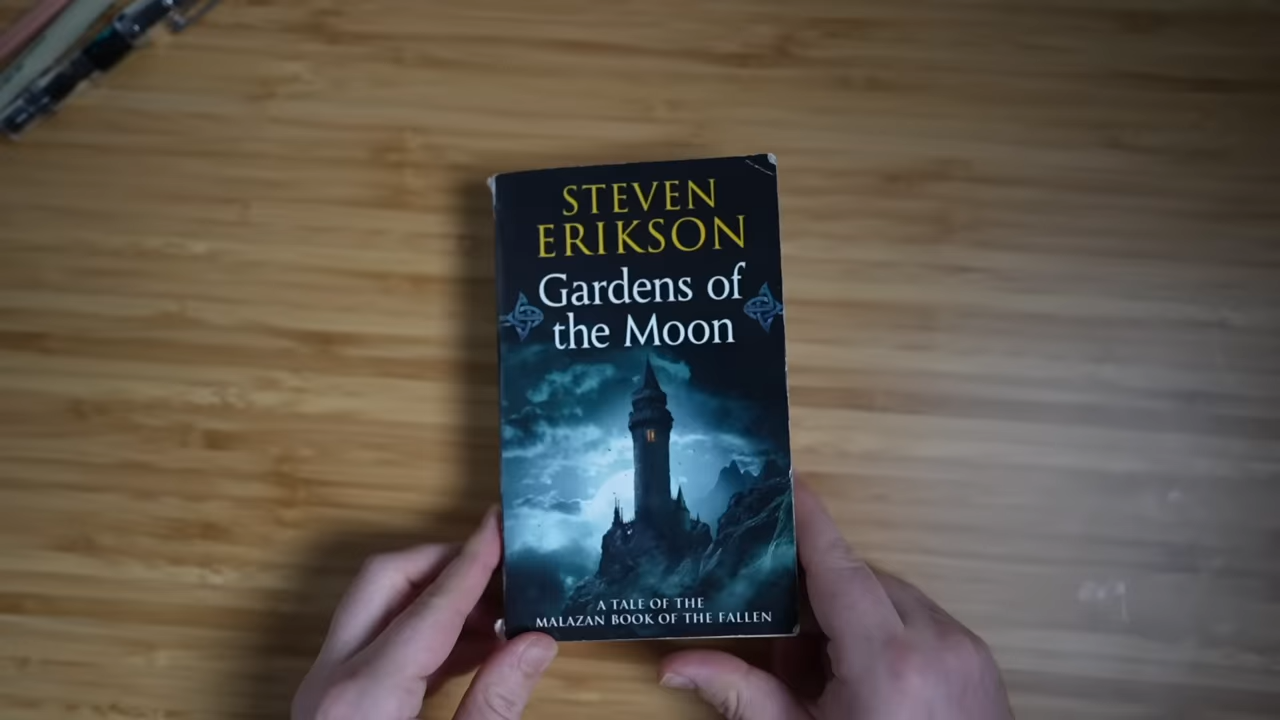 STEVEN
ERIKSON
Gardens of
the Moon
A TALE OF THE
MALAZAN BOOK OF THE FALLEN